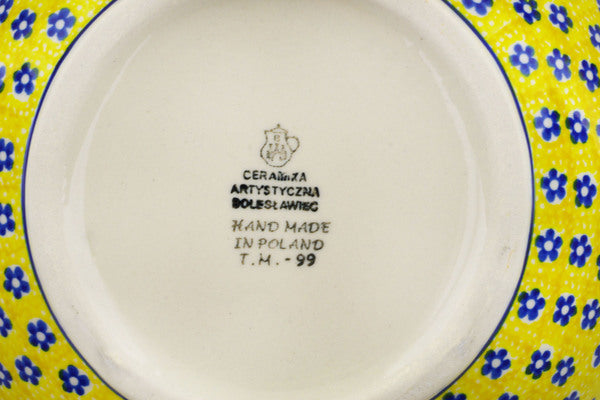 CERAMIKA
ARTYSTYCZNA
BOLESŁAWIEC
HAND MADE
IN POLAND
T.M. - 99